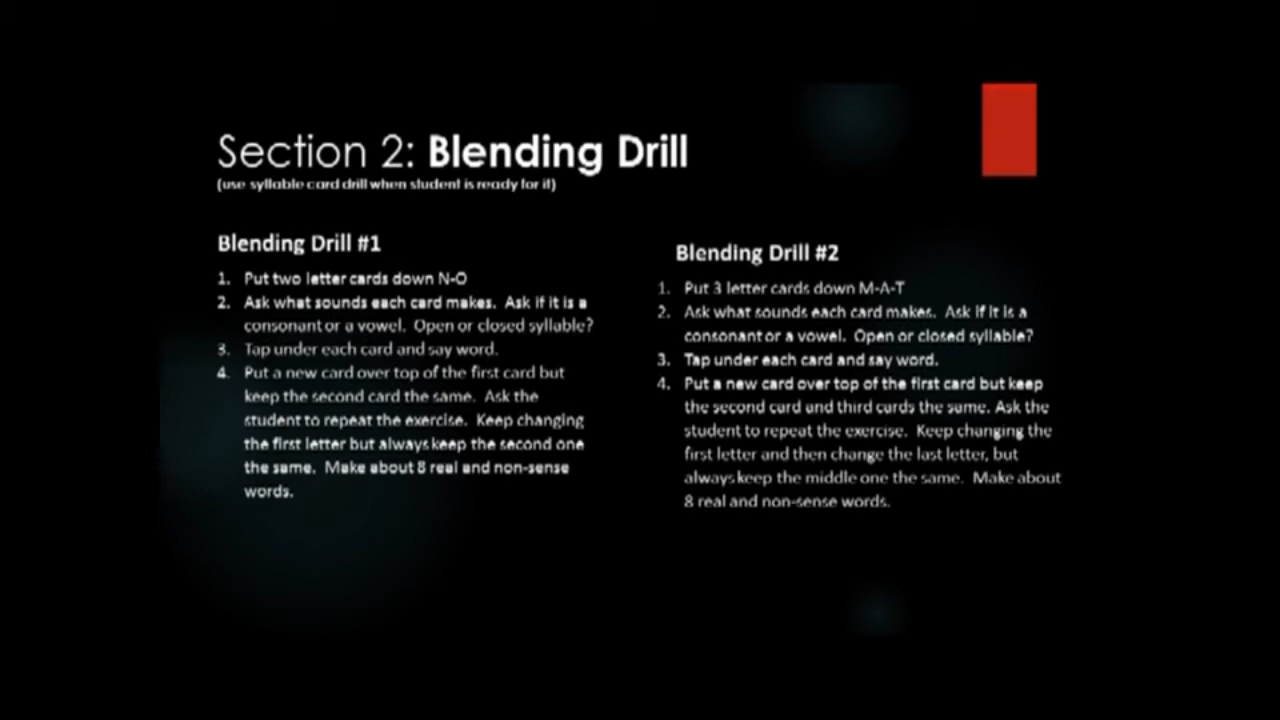 Section 2: Blending Drill
(use syllable card drill when student is ready for it)
Blending Drill #1
1. Put two letter cards down N-O
2. Ask what sounds each card makes. Ask if it is a
consonant or a vowel. Open or closed syllable?
3. Tap under each card and say word.
4. Put a new card over top of the first card but
keep the second card the same. Ask the
student to repeat the exercise. Keep changing
the first letter but always keep the second one
the same. Make about 8 real and non-sense
words.
Blending Drill #2
1. Put 3 letter cards down M-A-T
2. Ask what sounds each card makes. Ask if it is a
consonant or a vowel. Open or closed syllable?
3. Tap under each card and say word.
4. Put a new card over top of the first card but keep
the second card and third cards the same. Ask the
student to repeat the exercise. Keep changing the
first letter and then change the last letter, but
always keep the middle one the same. Make about
8 real and non-sense words.